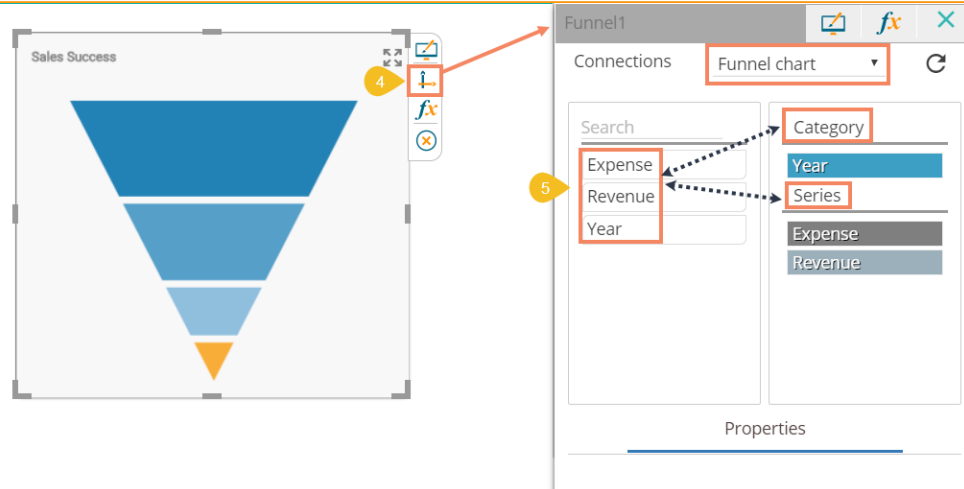 Sales Success
4
fx
Funnel1
fx
Connections
Funnel chart
Search
Expense
Revenue
Year
5
Category
Year
Series
Expense
Revenue
Properties